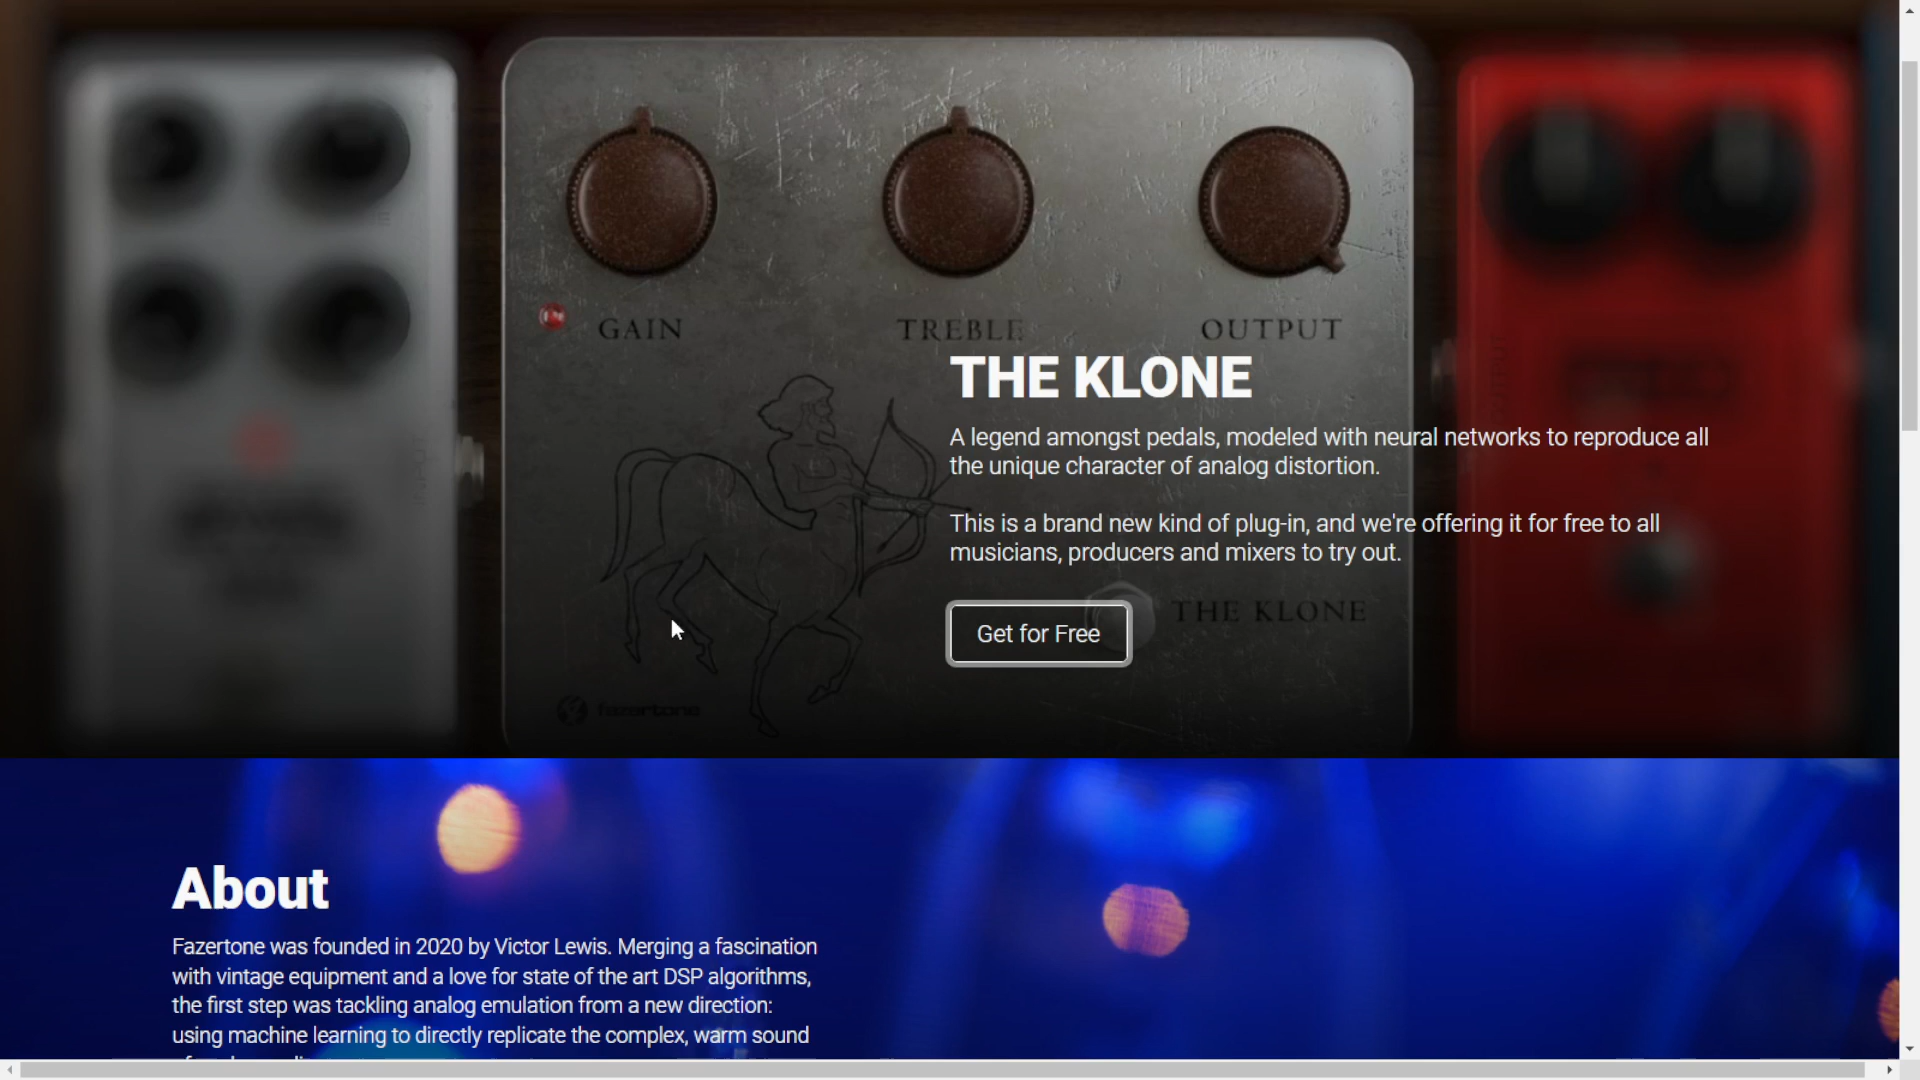 GAIN
TREBLE
OUTPUT
THE KLONE
A legend amongst pedals, modeled with neural networks to reproduce all
the unique character of analog distortion.
This is a brand new kind of plug-in, and we're offering it for free to all
musicians, producers and mixers to try out.
Get for Free
THE KLONE
fazertone
About
Fazertone was founded in 2020 by Victor Lewis. Merging a fascination
with vintage equipment and a love for state of the art DSP algorithms,
the first step was tackling analog emulation from a new direction:
using machine learning to directly replicate the complex, warm sound